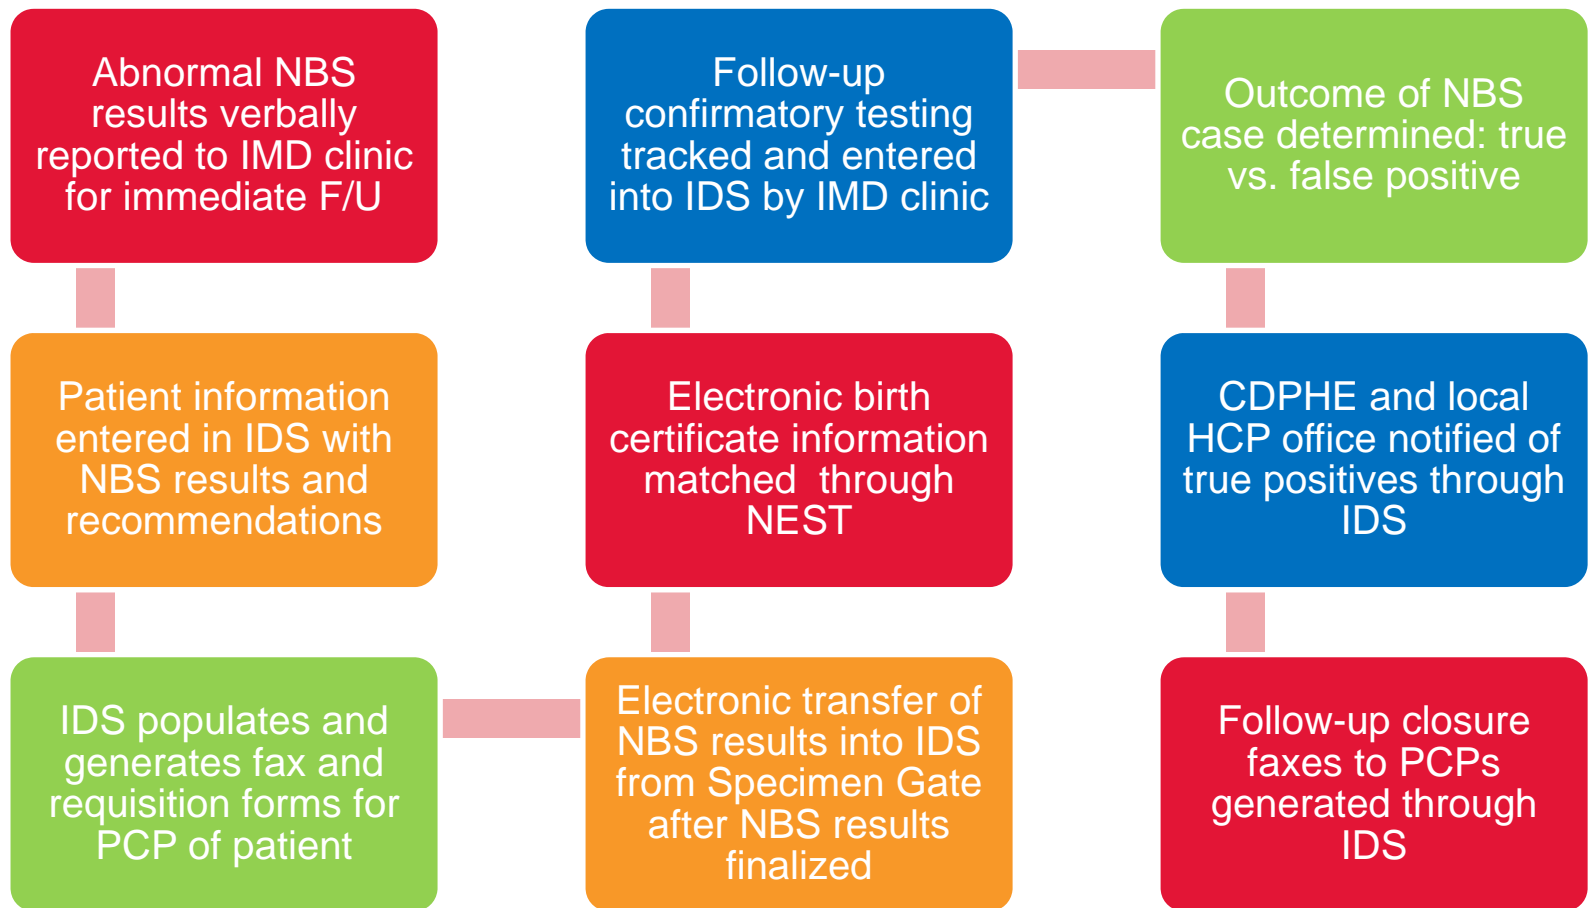 Abnormal NBS
results verbally
reported to IMD clinic
for immediate F/U
Patient information
entered in IDS with
NBS results and
recommendations
IDS populates and
generates fax and
requisition forms for
PCP of patient
Electronic transfer of
NBS results into IDS
from Specimen Gate
after NBS results
finalized
Electronic birth
certificate information
matched through
NEST
Follow-up
confirmatory testing
tracked and entered
into IDS by IMD clinic
Outcome of NBS
case determined: true
vs. false positive
CDPHE and local
HCP office notified of
true positives through
IDS
Follow-up closure
faxes to PCPs
generated through
IDS